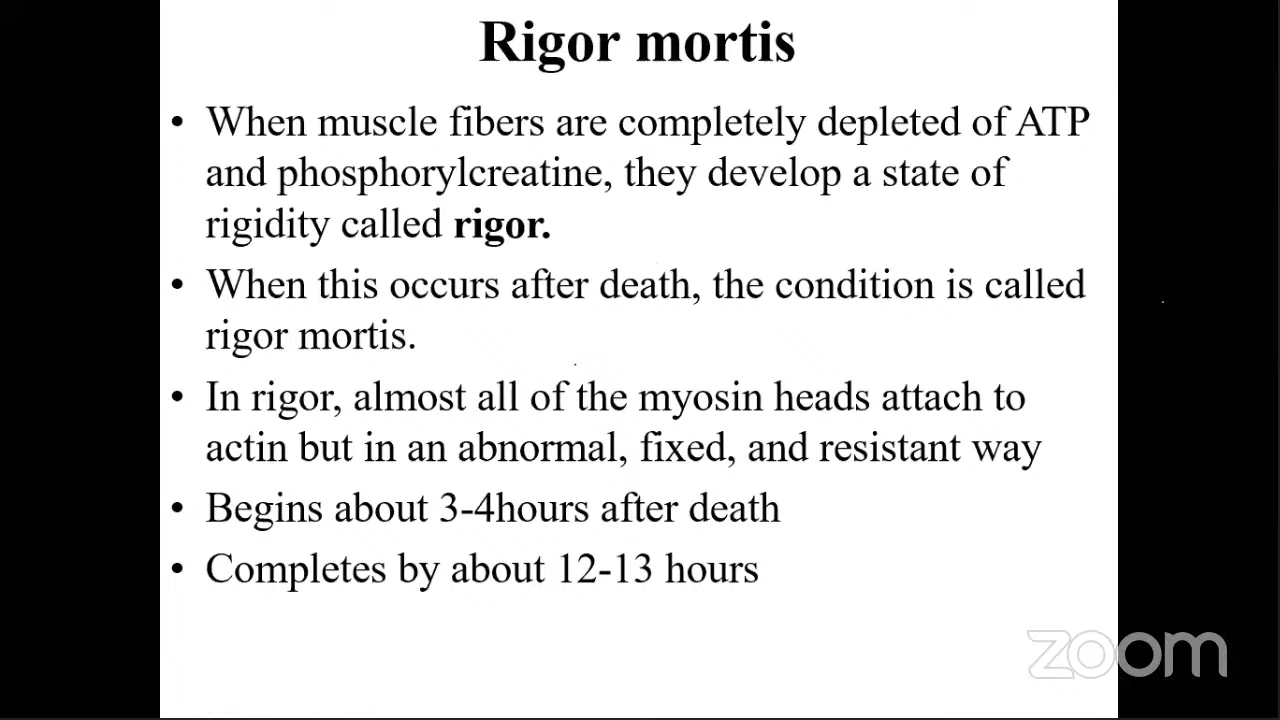 Rigor mortis
• When muscle fibers are completely depleted of ATP
and phosphorylcreatine, they develop a state of
rigidity called rigor.
• When this occurs after death, the condition is called
rigor mortis.
• In rigor, almost all of the myosin heads attach to
actin but in an abnormal, fixed, and resistant way
• Begins about 3-4hours after death
• Completes by about 12-13 hours
zoom